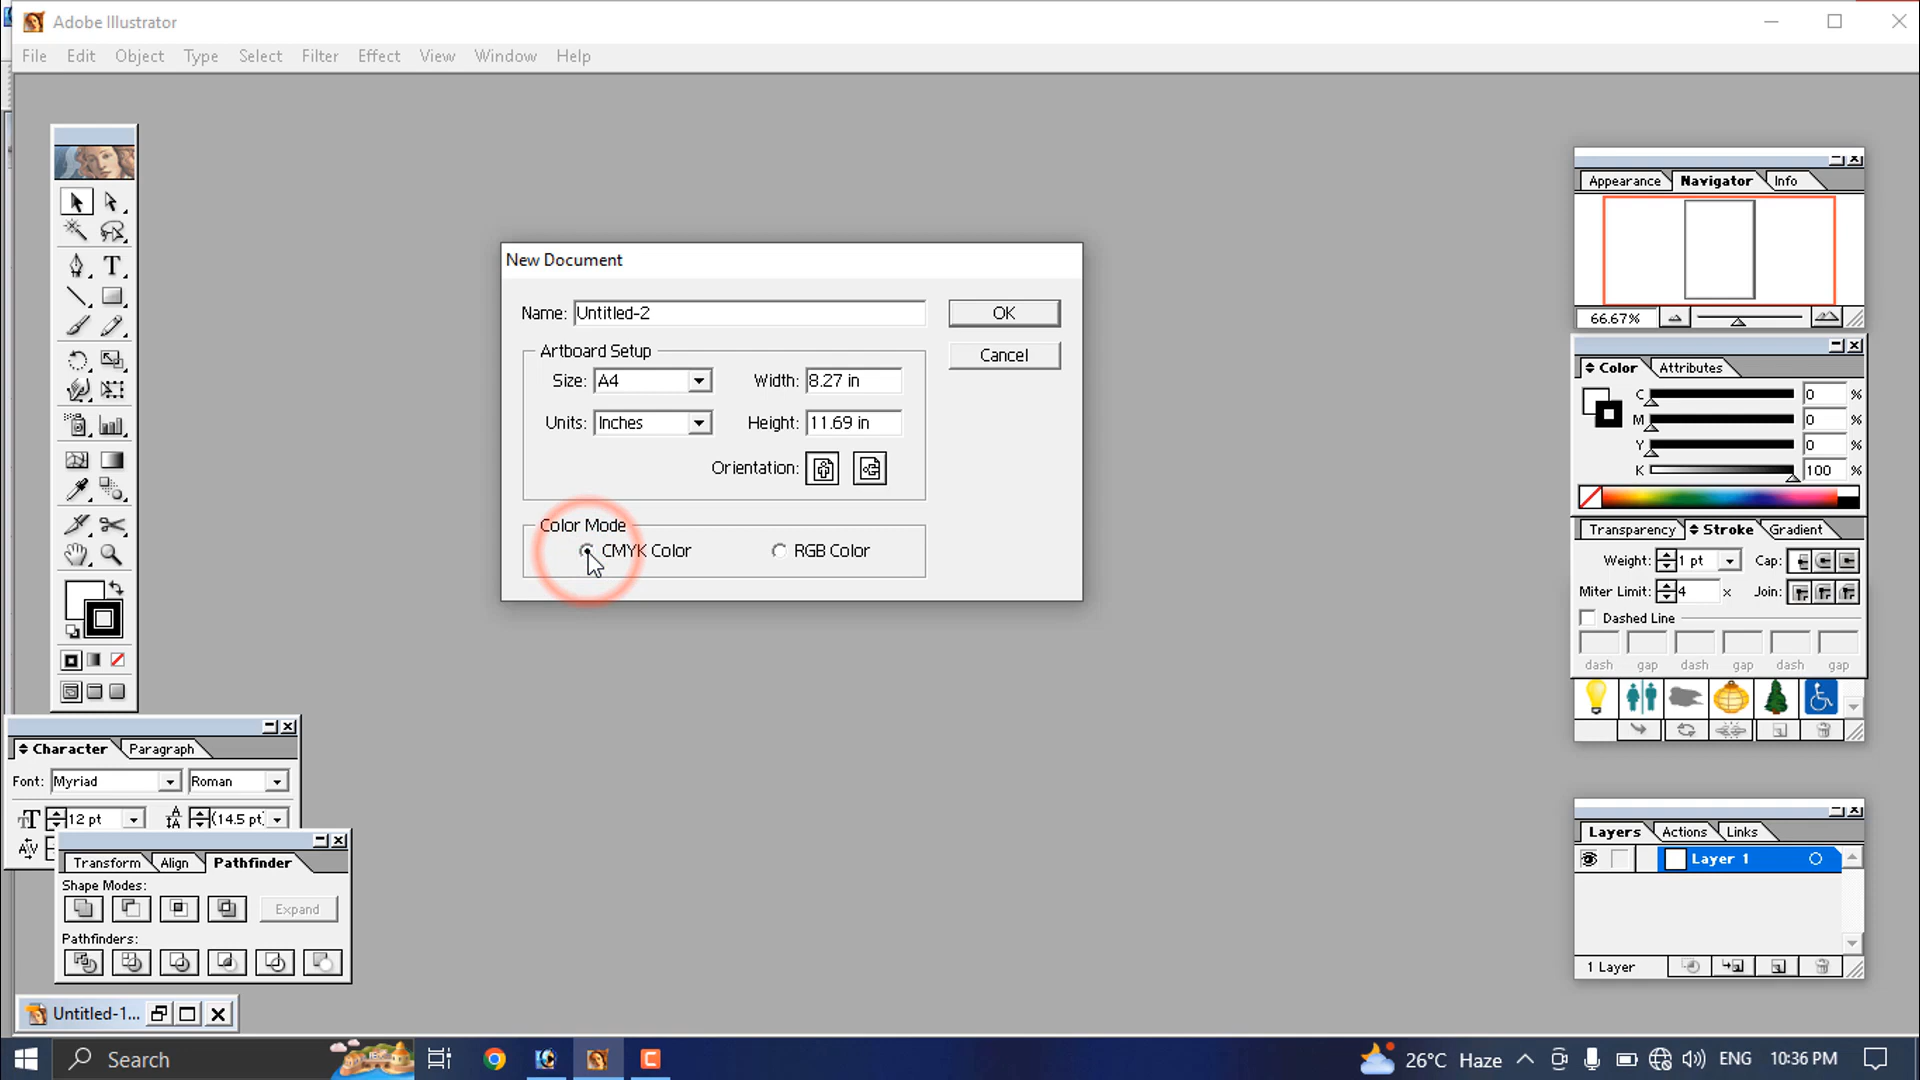 Adobe Illustrator
File Edit Object Type Select Filter Effect View Window Help
New Document
Name: Untitled-2
OK
Cancel
Artboard Setup
Size: A4
Width: 8.27 in
Units: Inches
Height: 11.69 in
Orientation:
Color Mode
CMYK Color
RGB Color
Appearance Navigator Info
66.67%
Color Attributes
C 0 %
M 0 %
Y 0 %
K 100 %
Transparency Stroke Gradient
Weight: 1 pt Cap:
Miter Limit: 4 x Join:
Dashed Line
dash gap dash gap dash gap
Layers Actions Links
Layer 1
1 Layer
Character Paragraph
Font: Myriad Roman
12 pt (14.5 pt)
Transform Align Pathfinder
Shape Modes:
Expand
Pathfinders:
Untitled-1...
Search
26°C Haze
ENG
10:36 PM